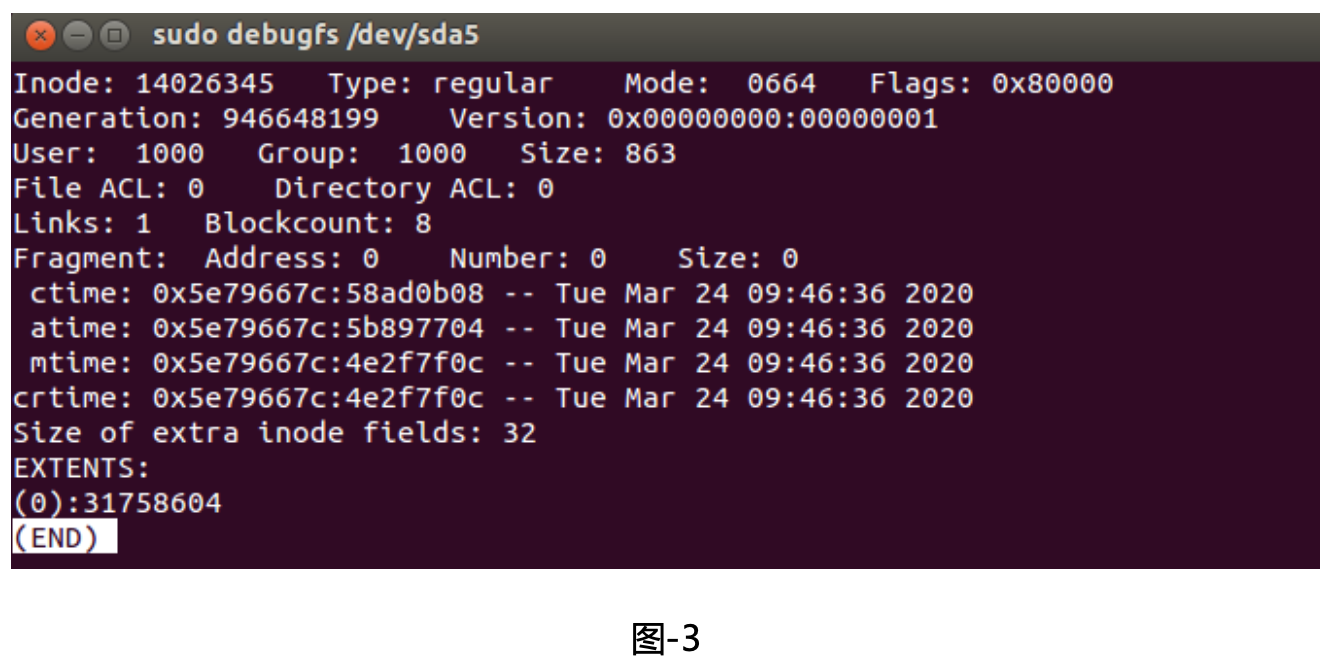 sudo debugfs /dev/sda5
Inode: 14026345   Type: regular    Mode:  0664   Flags: 0x80000
Generation: 946648199    Version: 0x00000000:00000001
User:  1000   Group:  1000   Size: 863
File ACL: 0    Directory ACL: 0
Links: 1   Blockcount: 8
Fragment:  Address: 0    Number: 0    Size: 0
 ctime: 0x5e79667c:58ad0b08 -- Tue Mar 24 09:46:36 2020
 atime: 0x5e79667c:5b897704 -- Tue Mar 24 09:46:36 2020
 mtime: 0x5e79667c:4e2f7f0c -- Tue Mar 24 09:46:36 2020
crtime: 0x5e79667c:4e2f7f0c -- Tue Mar 24 09:46:36 2020
Size of extra inode fields: 32
EXTENTS:
(0):31758604
(END)
图-3